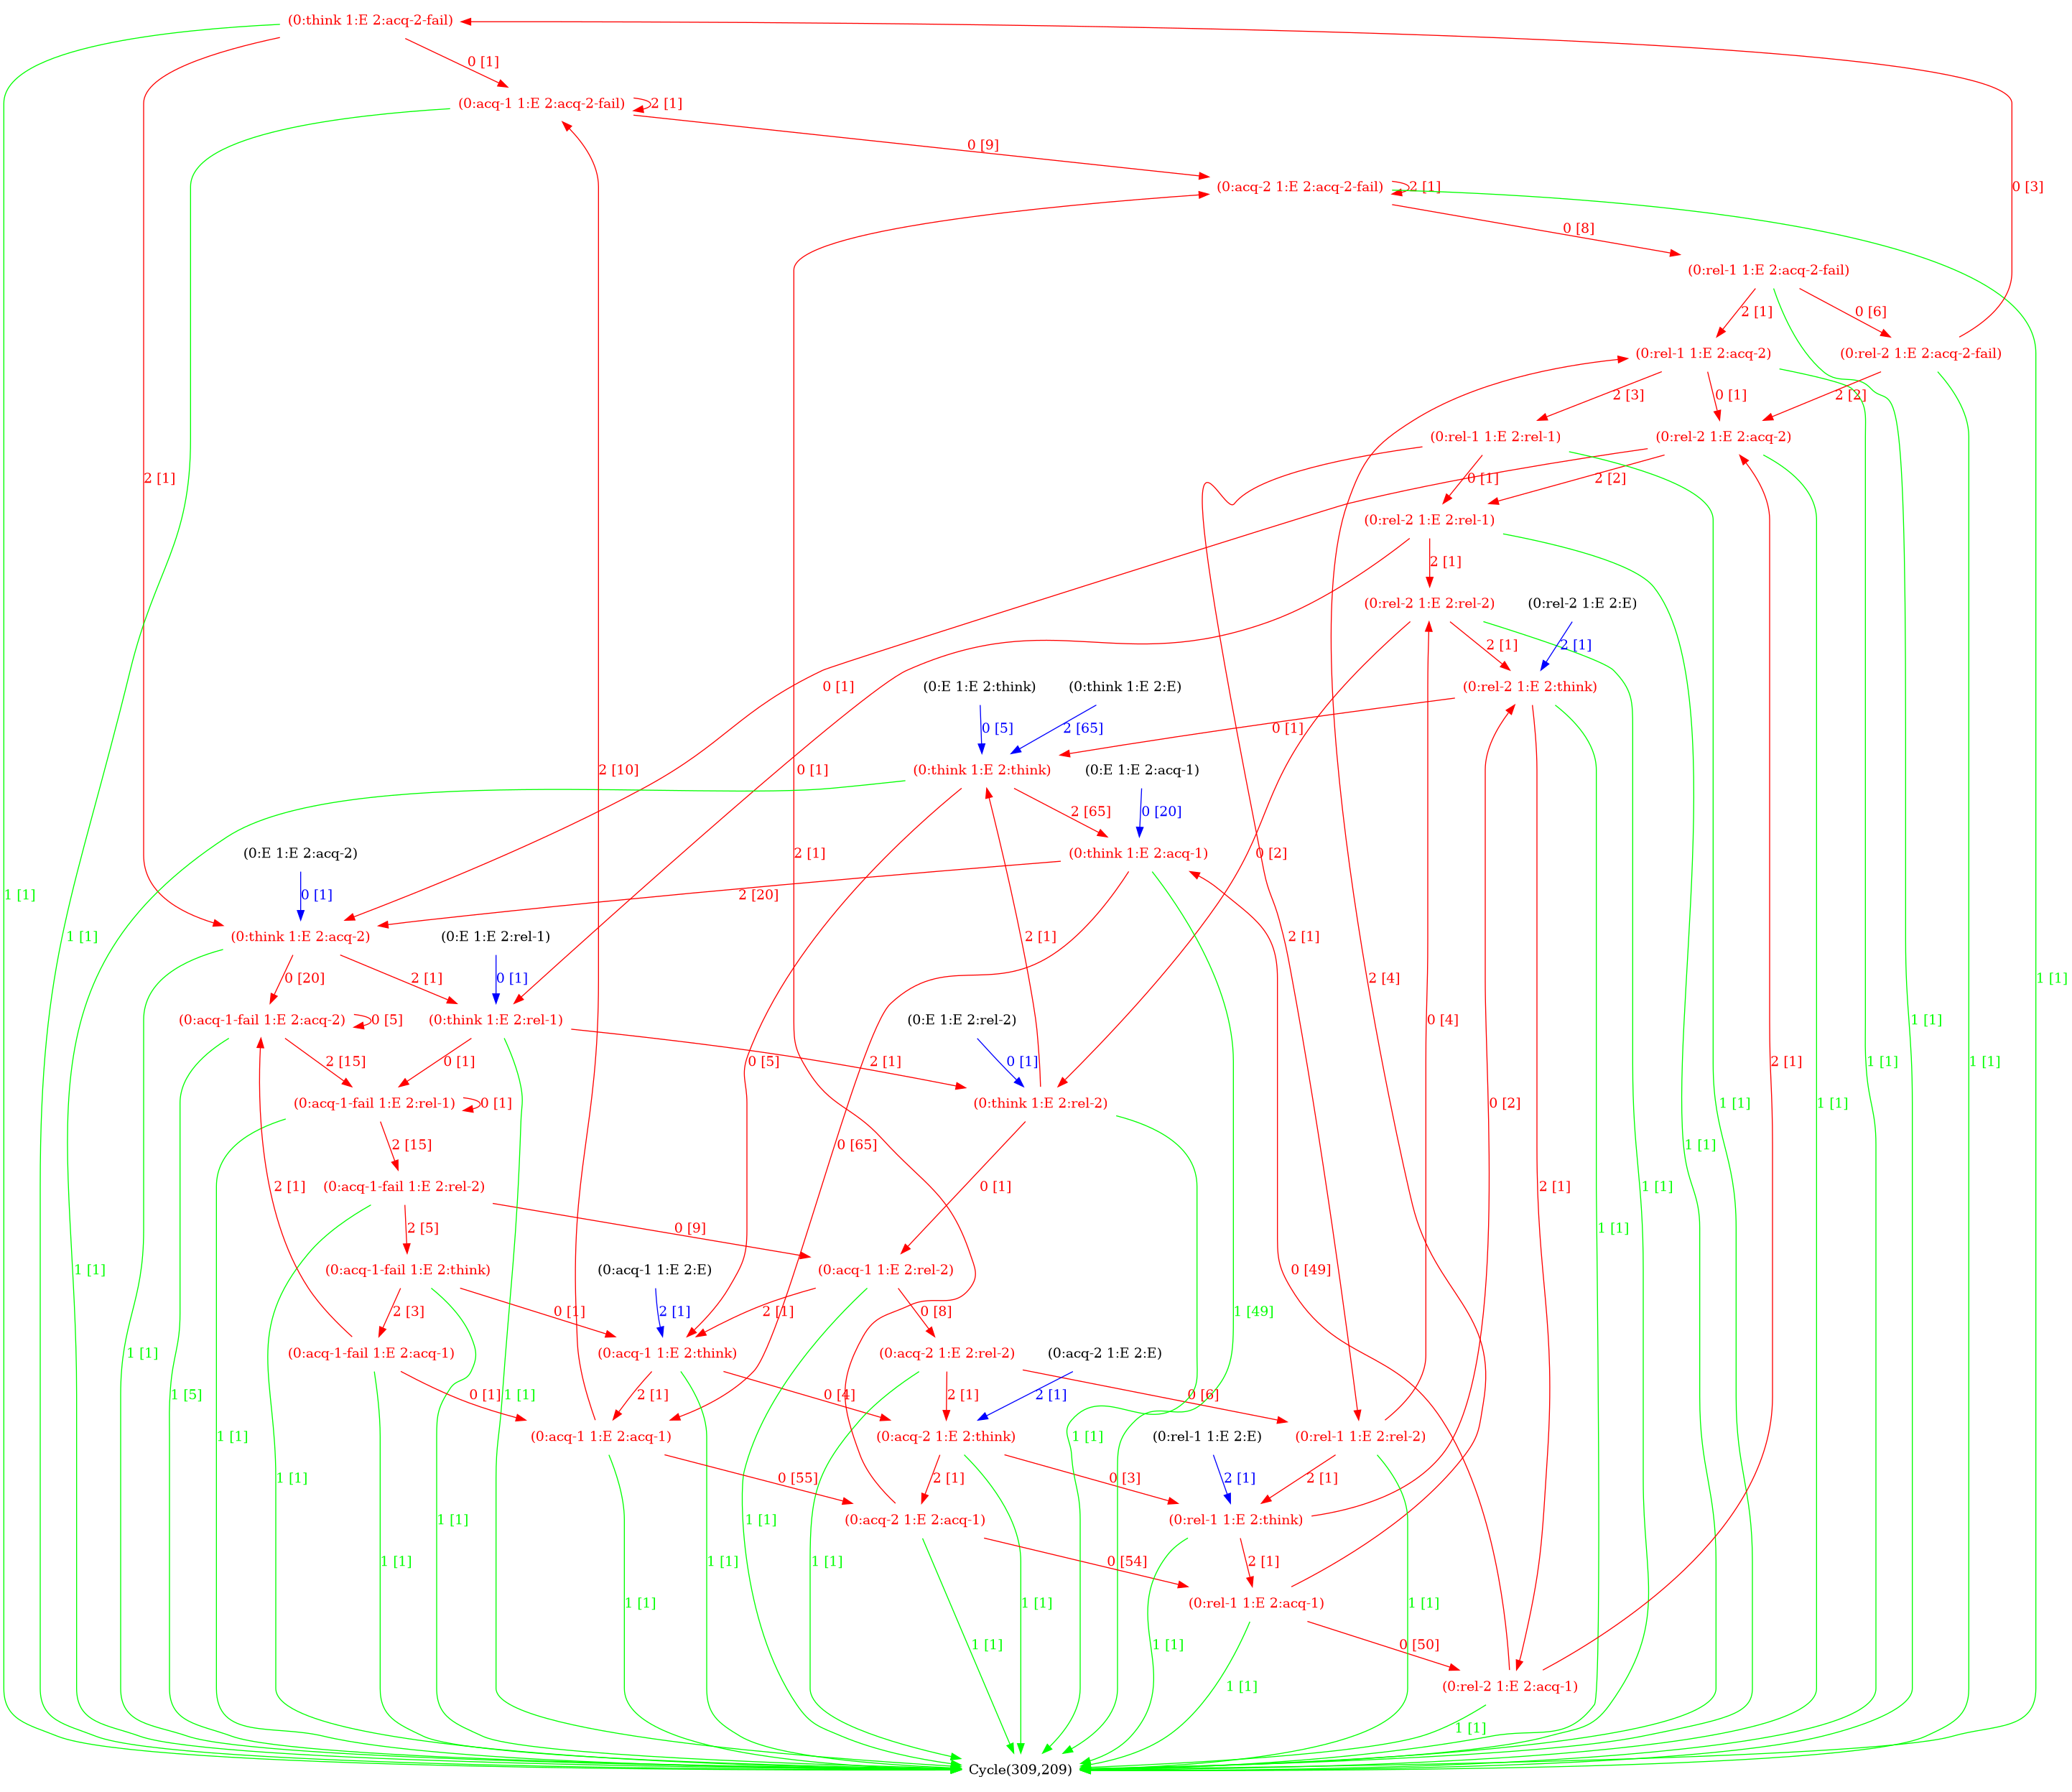 (0:think 1:E 2:acq-2-fail)
0 [1]
(0:acq-1 1:E 2:acq-2-fail)
2 [1]
0 [9]
0 [3]
(0:acq-2 1:E 2:acq-2-fail)
2 [1]
0 [8]
(0:rel-1 1:E 2:acq-2-fail)
2 [1]
0 [6]
(0:rel-1 1:E 2:acq-2)
(0:rel-2 1:E 2:acq-2-fail)
2 [3]
0 [1]
2 [2]
(0:rel-1 1:E 2:rel-1)
(0:rel-2 1:E 2:acq-2)
2 [1]
0 [1]
2 [2]
(0:rel-2 1:E 2:rel-1)
2 [1]
(0:rel-2 1:E 2:rel-2)
(0:rel-2 1:E 2:E)
2 [1]
2 [1]
(0:E 1:E 2:think)
(0:think 1:E 2:E)
(0:rel-2 1:E 2:think)
0 [1]
0 [5]
2 [65]
0 [1]
2 [10]
0 [1]
(0:think 1:E 2:think)
(0:E 1:E 2:acq-1)
2 [65]
0 [20]
(0:E 1:E 2:acq-2)
2 [1]
(0:think 1:E 2:acq-1)
0 [2]
1 [1]
0 [1]
2 [20]
1 [1]
(0:think 1:E 2:acq-2)
(0:E 1:E 2:rel-1)
2 [1]
2 [1]
2 [4]
1 [1]
0 [20]
2 [1]
0 [1]
(0:acq-1-fail 1:E 2:acq-2)
0 [5]
(0:think 1:E 2:rel-1)
(0:E 1:E 2:rel-2)
0 [4]
1 [1]
2 [15]
0 [1]
0 [5]
2 [1]
0 [1]
1 [1]
2 [1]
(0:acq-1-fail 1:E 2:rel-1)
0 [1]
(0:think 1:E 2:rel-2)
0 [2]
1 [1]
1 [1]
2 [15]
0 [65]
1 [1]
2 [1]
(0:acq-1-fail 1:E 2:rel-2)
0 [1]
2 [1]
1 [1]
2 [5]
0 [9]
1 [1]
1 [1]
1 [1]
(0:acq-1-fail 1:E 2:think)
(0:acq-1 1:E 2:E)
(0:acq-1 1:E 2:rel-2)
0 [49]
2 [3]
0 [1]
2 [1]
2 [1]
0 [8]
1 [49]
1 [1]
(0:acq-1-fail 1:E 2:acq-1)
(0:acq-1 1:E 2:think)
(0:acq-2 1:E 2:rel-2)
(0:acq-2 1:E 2:E)
1 [5]
1 [1]
0 [1]
2 [1]
0 [4]
2 [1]
2 [1]
0 [6]
1 [1]
(0:acq-1 1:E 2:acq-1)
(0:acq-2 1:E 2:think)
1 [1]
(0:rel-1 1:E 2:E)
(0:rel-1 1:E 2:rel-2)
1 [1]
0 [55]
2 [1]
0 [3]
2 [1]
2 [1]
1 [1]
1 [1]
(0:acq-2 1:E 2:acq-1)
(0:rel-1 1:E 2:think)
1 [1]
1 [1]
1 [1]
0 [54]
2 [1]
1 [1]
1 [1]
1 [1]
(0:rel-1 1:E 2:acq-1)
1 [1]
1 [1]
1 [1]
0 [50]
1 [1]
(0:rel-2 1:E 2:acq-1)
1 [1]
Cycle(309,209)